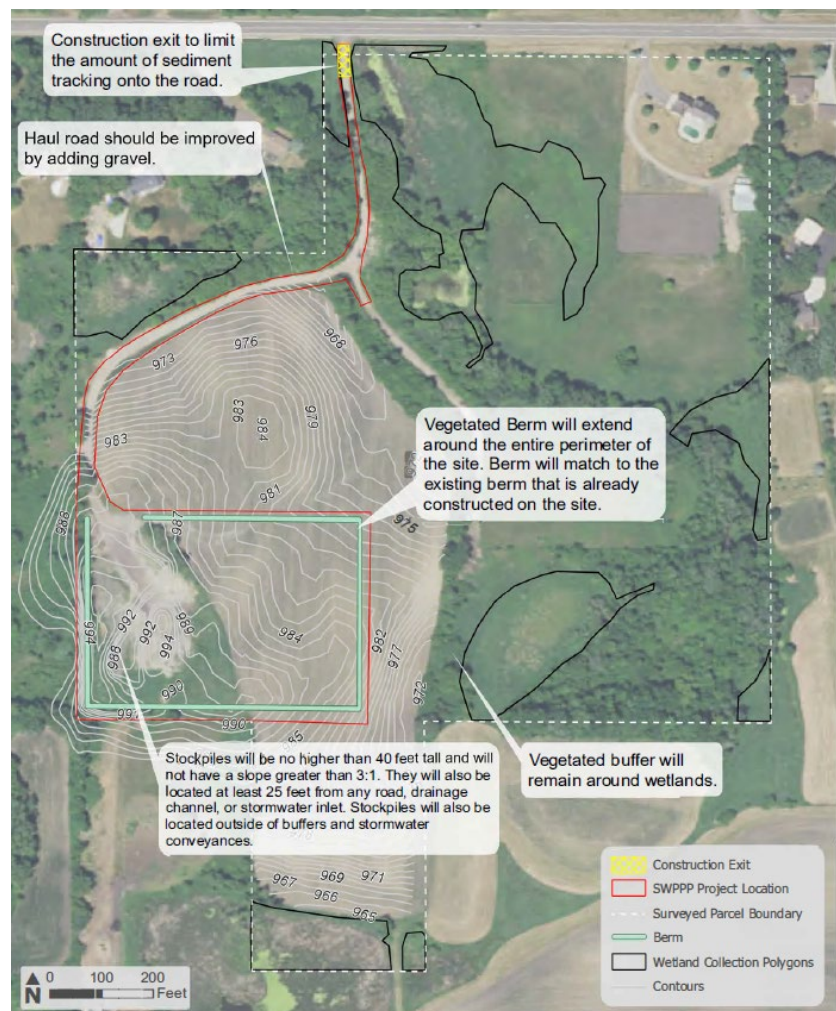 Construction exit to limit
the amount of sediment
tracking onto the road.
Haul road should be improved
by adding gravel.
968
976
973
983
979
984
983
981
Vegetated Berm will extend
around the entire perimeter of
the site. Berm will match to the
existing berm that is already
constructed on the site.
988
987
975
992
992
989
994
994
988
984
982
977
972
990
991
990
985
Stockpiles will be no higher than 40 feet tall and will
not have a slope greater than 3:1. They will also be
located at least 25 feet from any road, drainage
channel, or stormwater inlet. Stockpiles will also be
located outside of buffers and stormwater
conveyances.
Vegetated buffer will
remain around wetlands.
967
969
971
966
965
Construction Exit
SWPPP Project Location
Surveyed Parcel Boundary
Berm
Wetland Collection Polygons
Contours
N
0 100 200
Feet